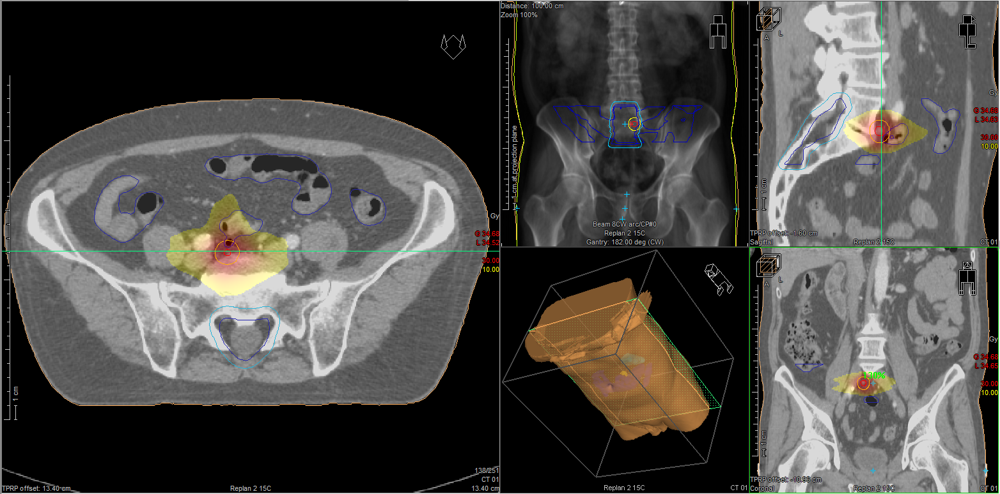 Gy
G 34.68
L 34.52
30.00
10.00
1 cm
138/251
CT 01
TPRP offset: 13.40 cm
Replan 2 15C
13.40 cm
Distance: 100.00 cm
Zoom 100%
1 cm at projection plane
Beam 8CW arc/CP#0
Replan 2 15C
Gantry: 182.00 deg (CW)
A
L
Gy
G 34.68
L 34.63
30.00
10.00
1 cm
TPRP offset: -1.60 cm
Sagittal
Replan 2 15C
CT 01
Replan 2 15C
CT 01
A
L
Gy
G 34.68
L 34.65
30.00
10.00
130%
1 cm
TPRP offset: -10.95 cm
Coronal
Replan 2 15C
CT 01